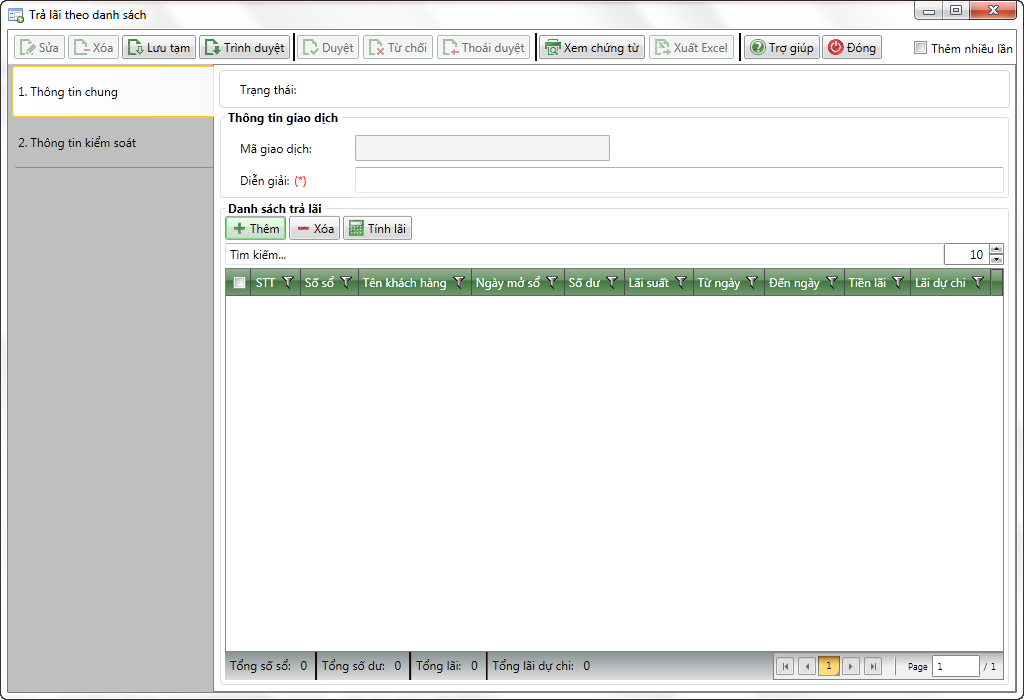 Trả lãi theo danh sách
Sửa Xóa Lưu tạm Trình duyệt Duyệt Từ chối Thoái duyệt Xem chứng từ Xuất Excel Trợ giúp Đóng Thêm nhiều lần
1. Thông tin chung
2. Thông tin kiểm soát
Trạng thái:
Thông tin giao dịch
Mã giao dịch:
Diễn giải: (*)
Danh sách trả lãi
Thêm Xóa Tính lãi
Tìm kiếm... 10
STT Số sổ Tên khách hàng Ngày mở sổ Số dư Lãi suất Từ ngày Đến ngày Tiền lãi Lãi dự chi
Tổng số sổ: 0 Tổng số dư: 0 Tổng lãi: 0 Tổng lãi dự chi: 0 1 Page 1 / 1